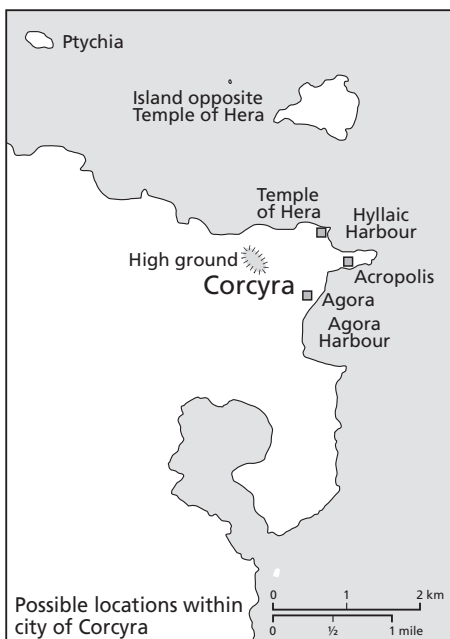 Ptychia
Island opposite
Temple of Hera
Temple
of Hera
Hyllaic
Harbour
High ground
Acropolis
Corcyra
Agora
Agora
Harbour
Possible locations within
city of Corcyra
0 1 2 km
0 ½ 1 mile